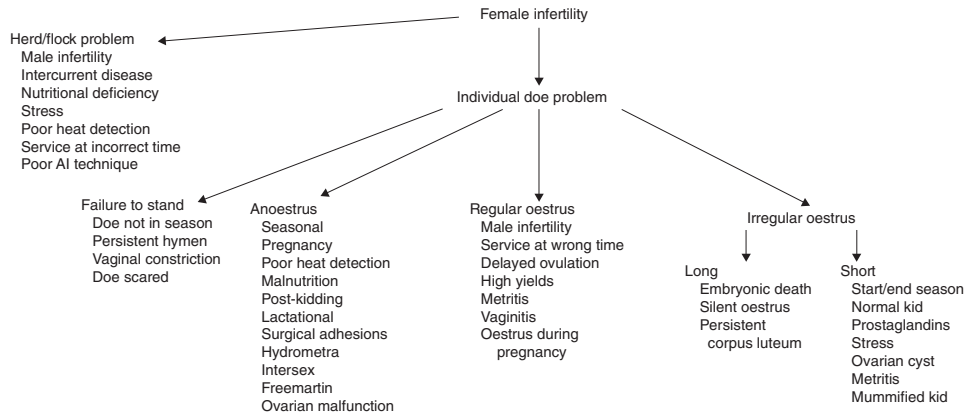 Female infertility
Herd/flock problem
Male infertility
Intercurrent disease
Nutritional deficiency
Stress
Poor heat detection
Service at incorrect time
Poor AI technique
Individual doe problem
Failure to stand
Doe not in season
Persistent hymen
Vaginal constriction
Doe scared
Anoestrus
Seasonal
Pregnancy
Poor heat detection
Malnutrition
Post-kidding
Lactational
Surgical adhesions
Hydrometra
Intersex
Freemartin
Ovarian malfunction
Regular oestrus
Male infertility
Service at wrong time
Delayed ovulation
High yields
Metritis
Vaginitis
Oestrus during
pregnancy
Irregular oestrus
Long
Embryonic death
Silent oestrus
Persistent
corpus luteum
Short
Start/end season
Normal kid
Prostaglandins
Stress
Ovarian cyst
Metritis
Mummified kid